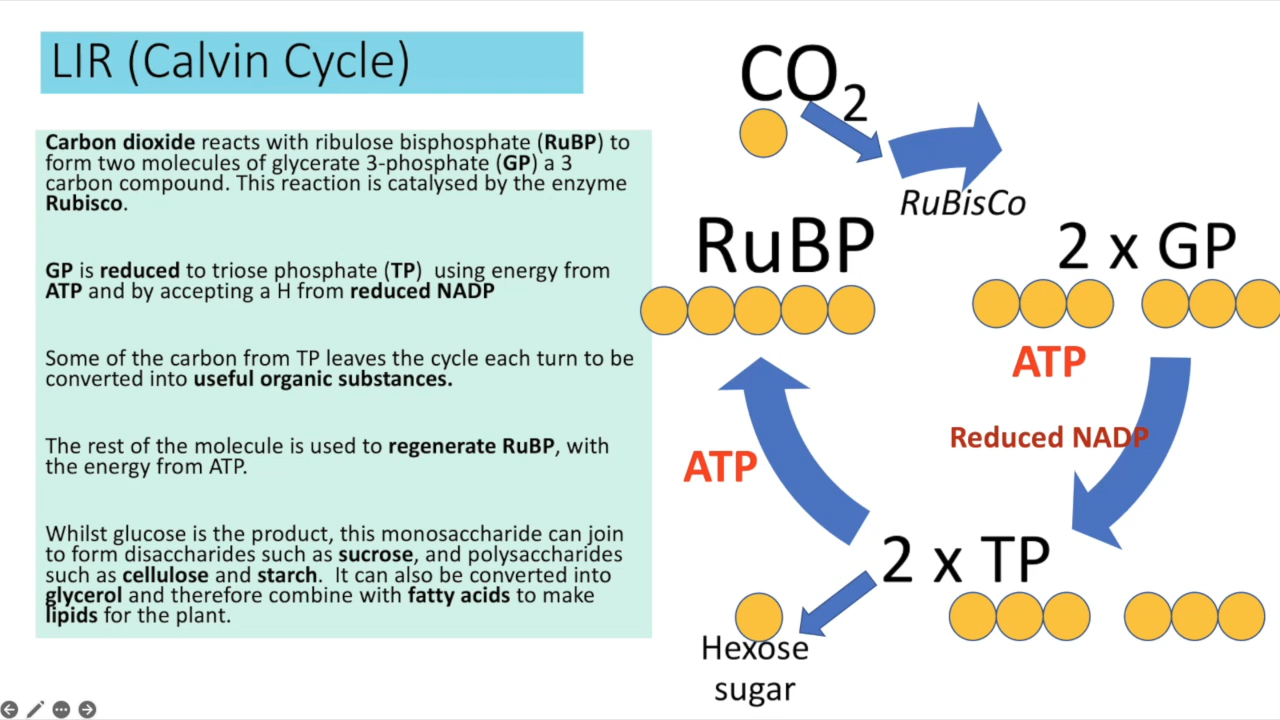 LIR (Calvin Cycle)
Carbon dioxide reacts with ribulose bisphosphate (RuBP) to
form two molecules of glycerate 3-phosphate (GP) a 3
carbon compound. This reaction is catalysed by the enzyme
Rubisco.
GP is reduced to triose phosphate (TP) using energy from
ATP and by accepting a H from reduced NADP
Some of the carbon from TP leaves the cycle each turn to be
converted into useful organic substances.
The rest of the molecule is used to regenerate RuBP, with
the energy from ATP.
Whilst glucose is the product, this monosaccharide can join
to form disaccharides such as sucrose, and polysaccharides
such as cellulose and starch. It can also be converted into
glycerol and therefore combine with fatty acids to make
lipids for the plant.
CO₂
RuBisCo
RuBP
2 x GP
ATP
Reduced NADP
ATP
2 x TP
Hexose
sugar